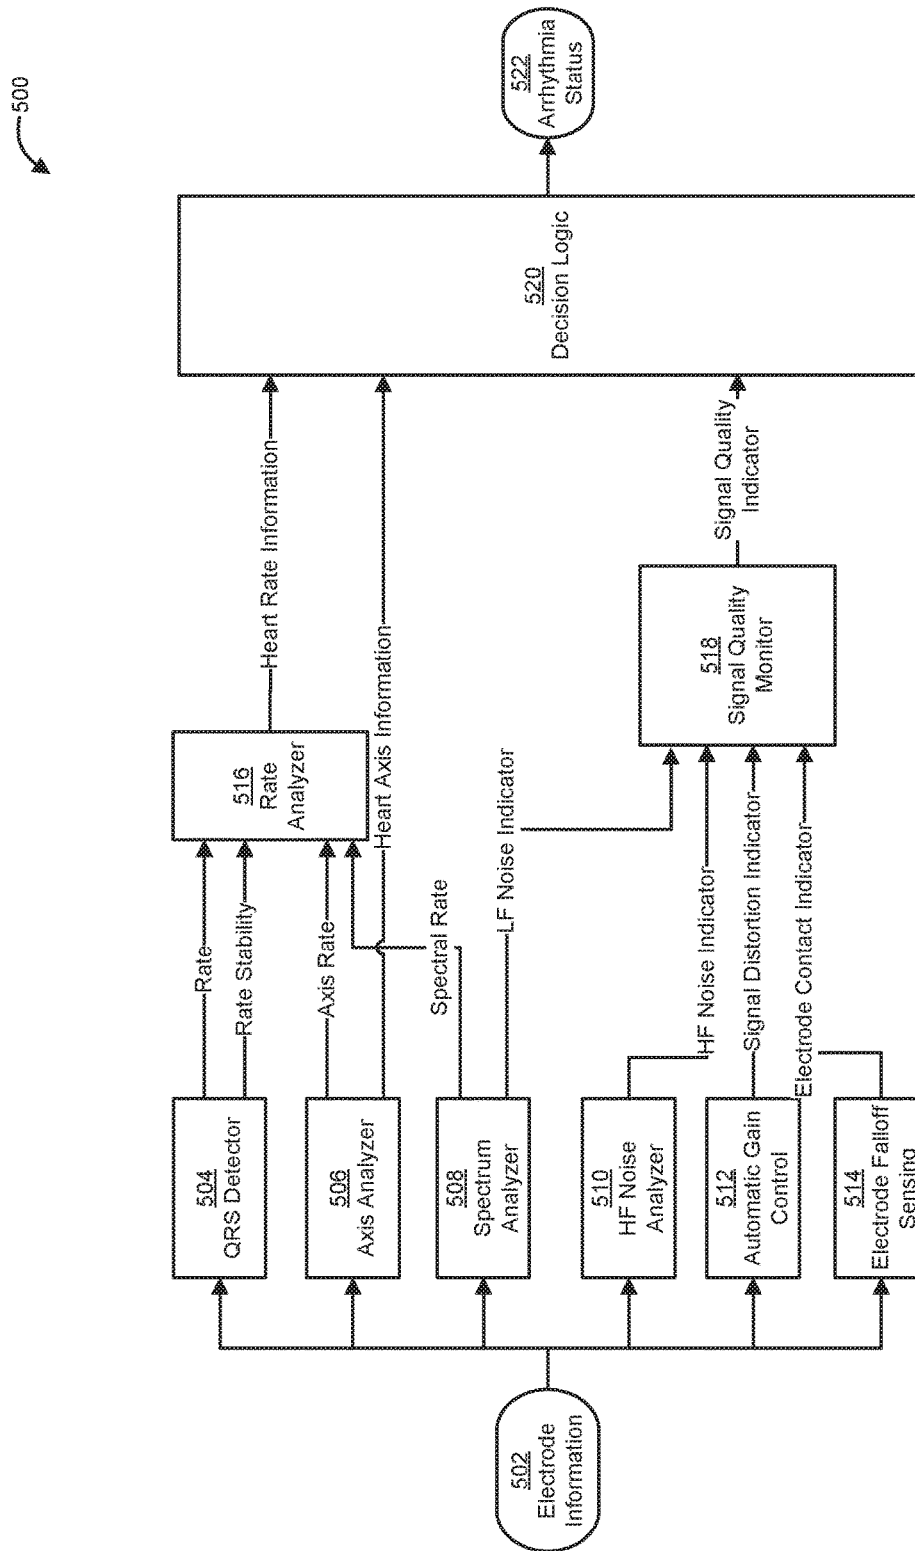 500
502
Electrode
Information
504
QRS Detector
506
Axis Analyzer
508
Spectrum
Analyzer
510
HF Noise
Analyzer
512
Automatic Gain
Control
514
Electrode Falloff
Sensing
Rate
Rate Stability
Axis Rate
Heart Axis Information
Spectral Rate
LF Noise Indicator
HF Noise Indicator
Signal Distortion Indicator
Electrode Contact Indicator
516
Rate
Analyzer
518
Signal Quality
Monitor
Heart Rate Information
Signal Quality
Indicator
520
Decision Logic
522
Arrhythmia
Status